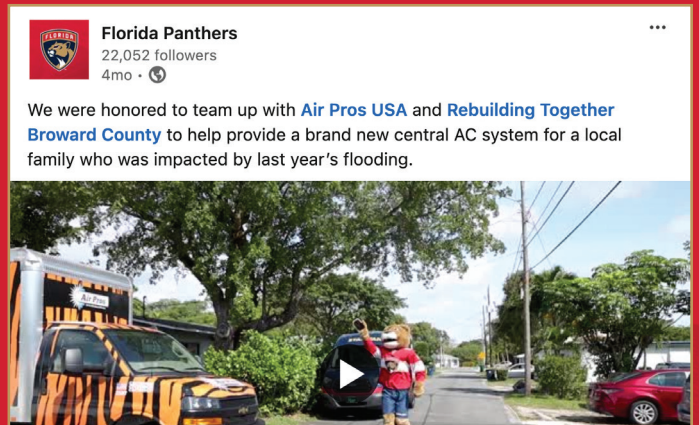 FLORIDA
Florida Panthers
22,052 followers
4mo •
We were honored to team up with Air Pros USA and Rebuilding Together
Broward County to help provide a brand new central AC system for a local
family who was impacted by last year's flooding.
Air Pros